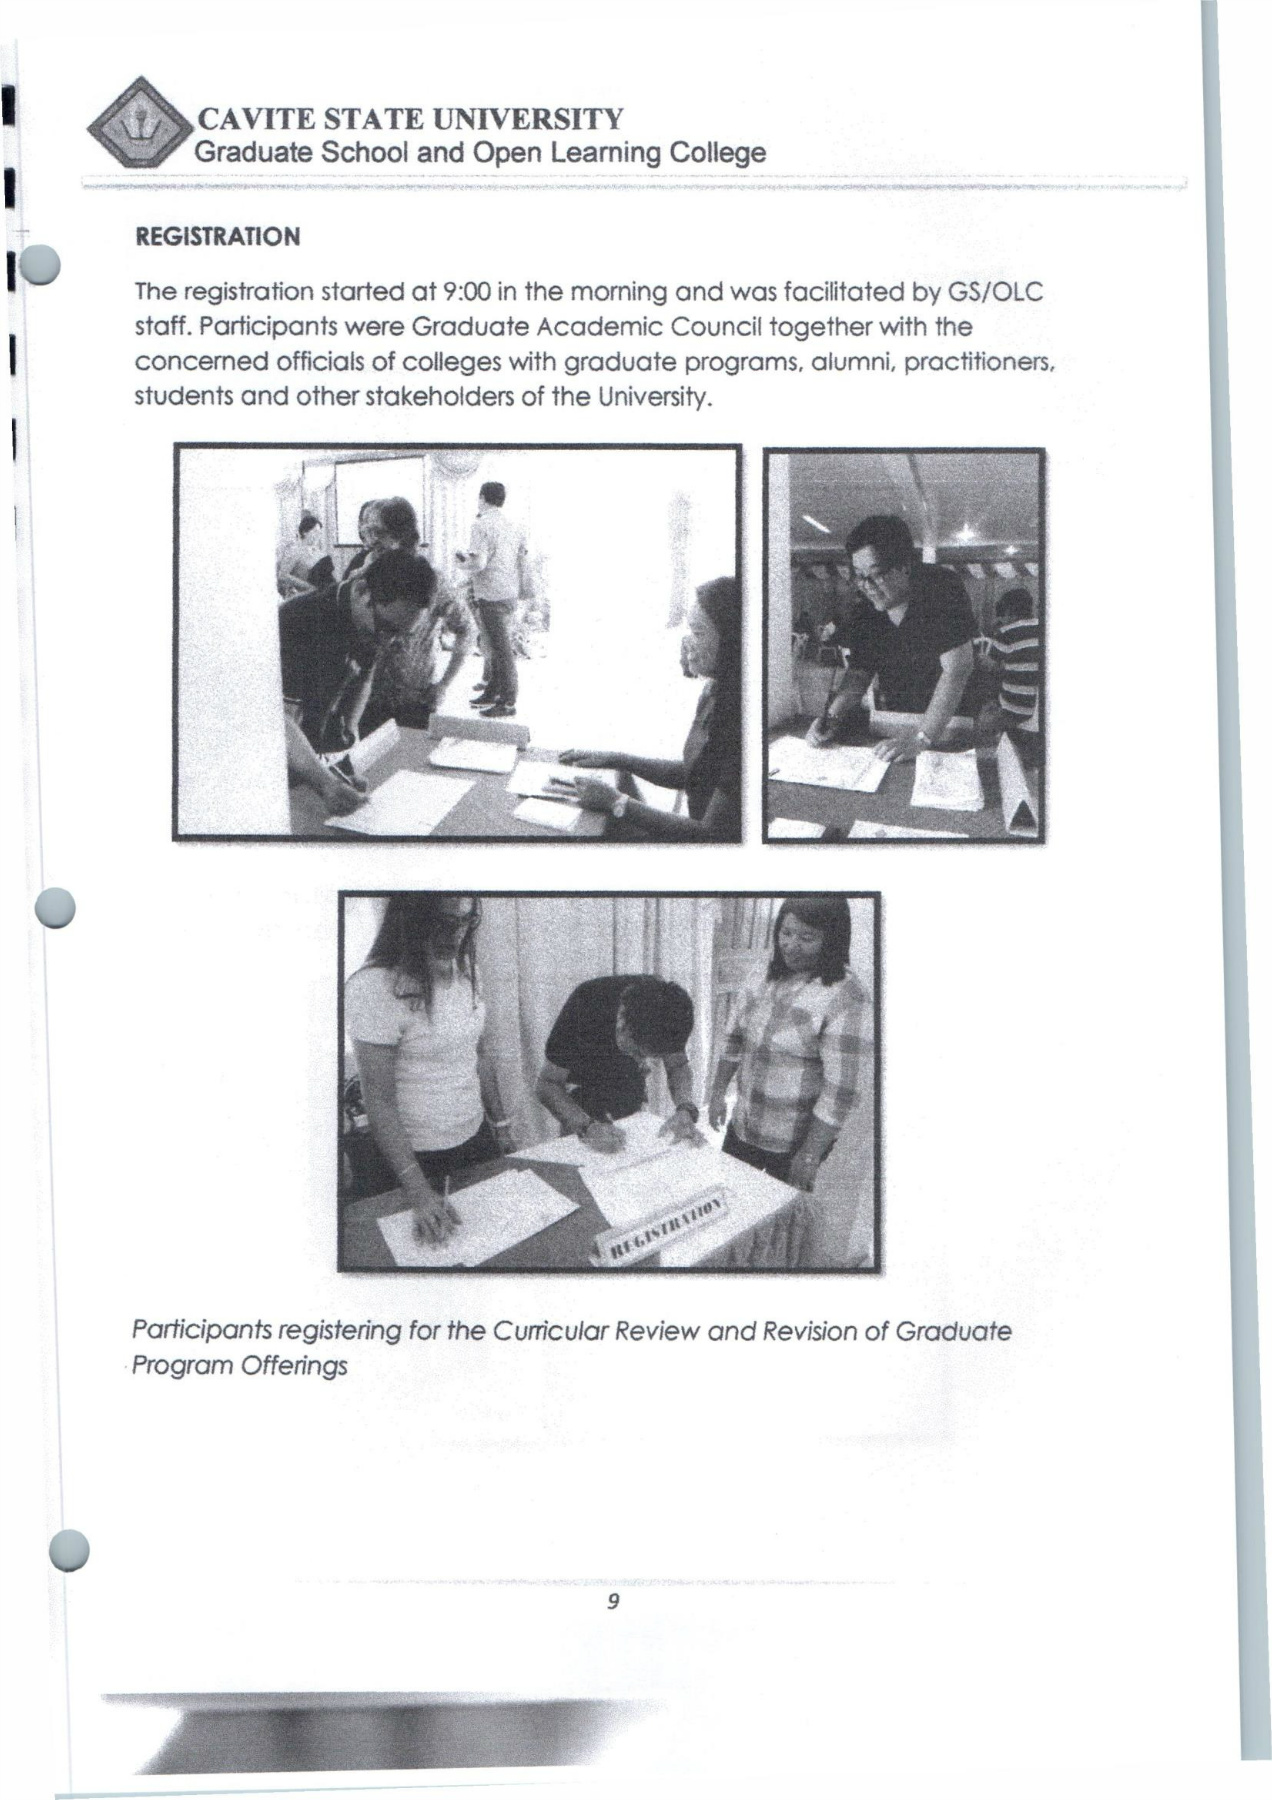 CAVITE STATE UNIVERSITY
Graduate School and Open Learning College
REGISTRATION
The registration started at 9:00 in the morning and was facilitated by GS/OLC
staff. Participants were Graduate Academic Council together with the
concerned officials of colleges with graduate programs, alumni, practitioners,
students and other stakeholders of the University.
REGISTRATION
Participants registering for the Curricular Review and Revision of Graduate
Program Offerings
9